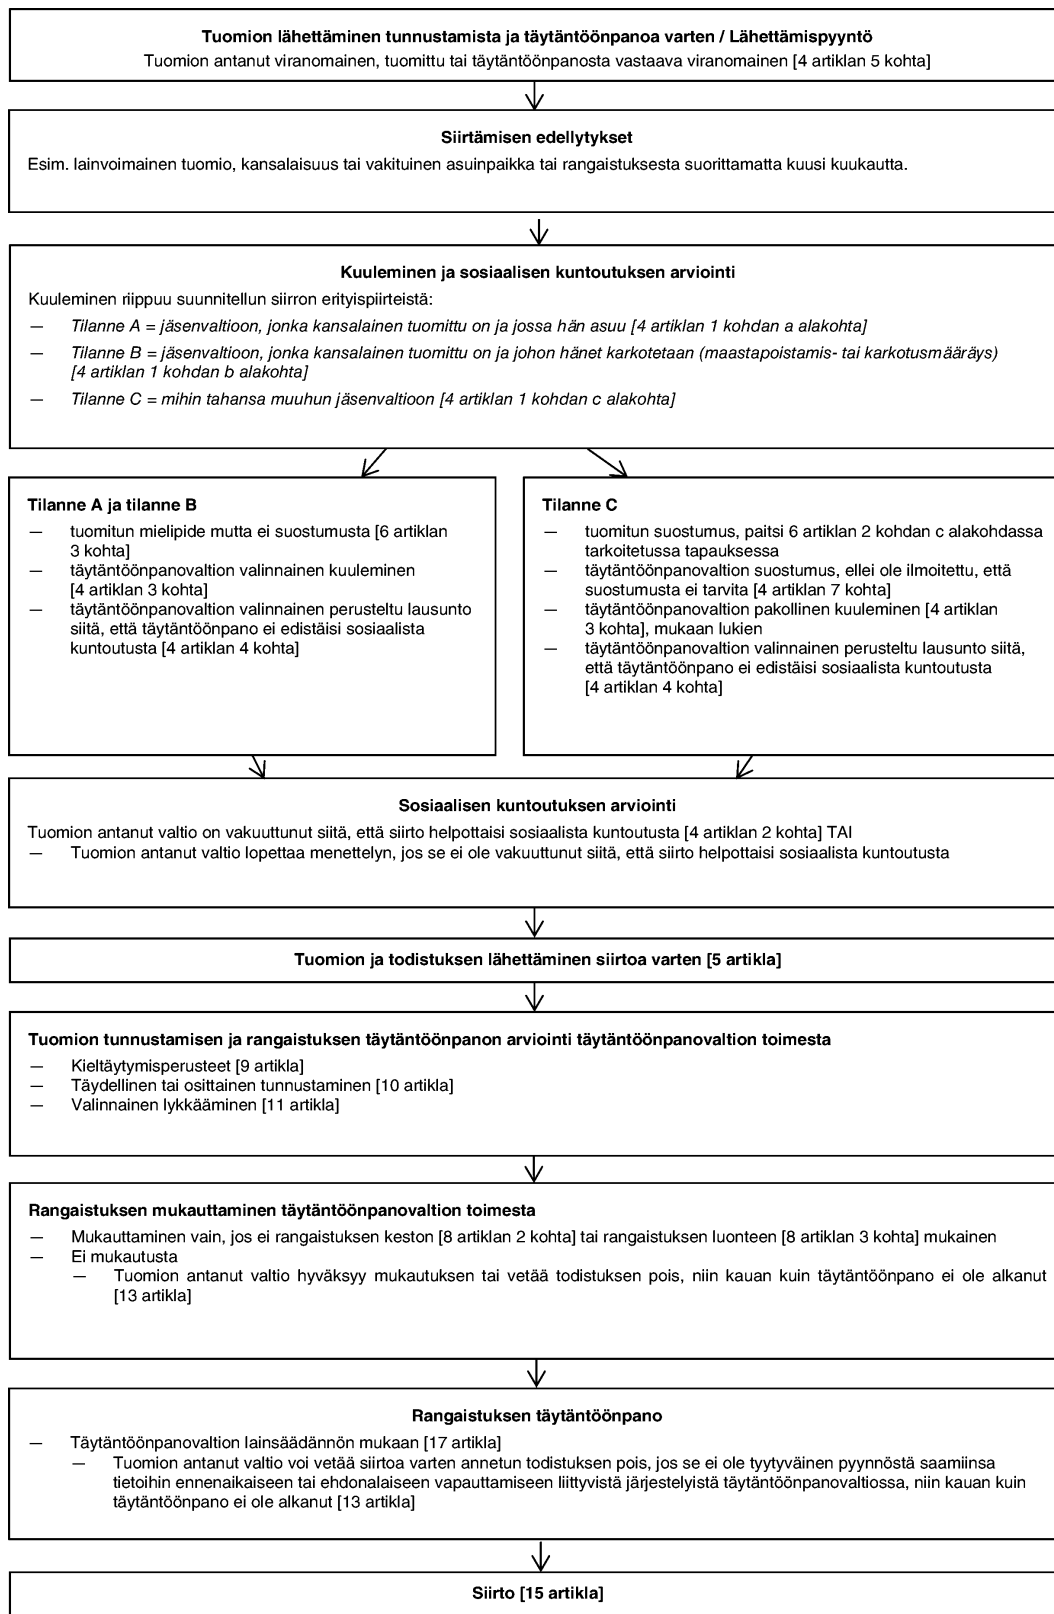 Tuomion lähettäminen tunnustamista ja täytäntöönpanoa varten / Lähettämispyyntö
Tuomion antanut viranomainen, tuomittu tai täytäntöönpanosta vastaava viranomainen [4 artiklan 5 kohta]
Siirtämisen edellytykset
Esim. lainvoimainen tuomio, kansalaisuus tai vakituinen asuinpaikka tai rangaistuksesta suorittamatta kuusi kuukautta.
Kuuleminen ja sosiaalisen kuntoutuksen arviointi
Kuuleminen riippuu suunnitellun siirron erityispiirteistä:
— Tilanne A = jäsenvaltioon, jonka kansalainen tuomittu on ja jossa hän asuu [4 artiklan 1 kohdan a alakohta]
— Tilanne B = jäsenvaltioon, jonka kansalainen tuomittu on ja johon hänet karkotetaan (maastapoistamis- tai karkotusmääräys)
[4 artiklan 1 kohdan b alakohta]
— Tilanne C = mihin tahansa muuhun jäsenvaltioon [4 artiklan 1 kohdan c alakohta]
Tilanne A ja tilanne B
— tuomitun mielipide mutta ei suostumusta [6 artiklan
3 kohta]
— täytäntöönpanovaltion valinnainen kuuleminen
[4 artiklan 3 kohta]
— täytäntöönpanovaltion valinnainen perusteltu lausunto
siitä, että täytäntöönpano ei edistäisi sosiaalista
kuntoutusta [4 artiklan 4 kohta]
Tilanne C
— tuomitun suostumus, paitsi 6 artiklan 2 kohdan c alakohdassa
tarkoitetussa tapauksessa
— täytäntöönpanovaltion suostumus, ellei ole ilmoitettu, että
suostumusta ei tarvita [4 artiklan 7 kohta]
— täytäntöönpanovaltion pakollinen kuuleminen [4 artiklan
3 kohta], mukaan lukien
— täytäntöönpanovaltion valinnainen perusteltu lausunto siitä,
että täytäntöönpano ei edistäisi sosiaalista kuntoutusta
[4 artiklan 4 kohta]
Sosiaalisen kuntoutuksen arviointi
Tuomion antanut valtio on vakuuttunut siitä, että siirto helpottaisi sosiaalista kuntoutusta [4 artiklan 2 kohta] TAI
— Tuomion antanut valtio lopettaa menettelyn, jos se ei ole vakuuttunut siitä, että siirto helpottaisi sosiaalista kuntoutusta
Tuomion ja todistuksen lähettäminen siirtoa varten [5 artikla]
Tuomion tunnustamisen ja rangaistuksen täytäntöönpanon arviointi täytäntöönpanovaltion toimesta
— Kieltäytymisperusteet [9 artikla]
— Täydellinen tai osittainen tunnustaminen [10 artikla]
— Valinnainen lykkääminen [11 artikla]
Rangaistuksen mukauttaminen täytäntöönpanovaltion toimesta
— Mukauttaminen vain, jos ei rangaistuksen keston [8 artiklan 2 kohta] tai rangaistuksen luonteen [8 artiklan 3 kohta] mukainen
— Ei mukautusta
— Tuomion antanut valtio hyväksyy mukautuksen tai vetää todistuksen pois, niin kauan kuin täytäntöönpano ei ole alkanut
[13 artikla]
Rangaistuksen täytäntöönpano
— Täytäntöönpanovaltion lainsäädännön mukaan [17 artikla]
— Tuomion antanut valtio voi vetää siirtoa varten annetun todistuksen pois, jos se ei ole tyytyväinen pyynnöstä saamiinsa
tietoihin ennenaikaiseen tai ehdonalaiseen vapauttamiseen liittyvistä järjestelyistä täytäntöönpanovaltiossa, niin kauan kuin
täytäntöönpano ei ole alkanut [13 artikla]
Siirto [15 artikla]